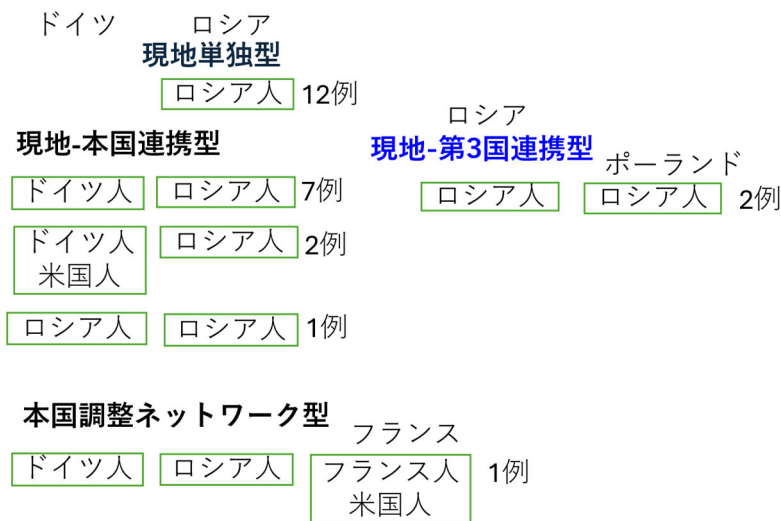 ドイツ ロシア
現地単独型
ロシア人 12例
ロシア
現地-本国連携型
現地-第3国連携型
ポーランド
ドイツ人 ロシア人 7例
ロシア人 ロシア人 2例
ドイツ人 ロシア人 2例
米国人
ロシア人 ロシア人 1例
本国調整ネットワーク型
フランス
ドイツ人 ロシア人 フランス人 1例
米国人